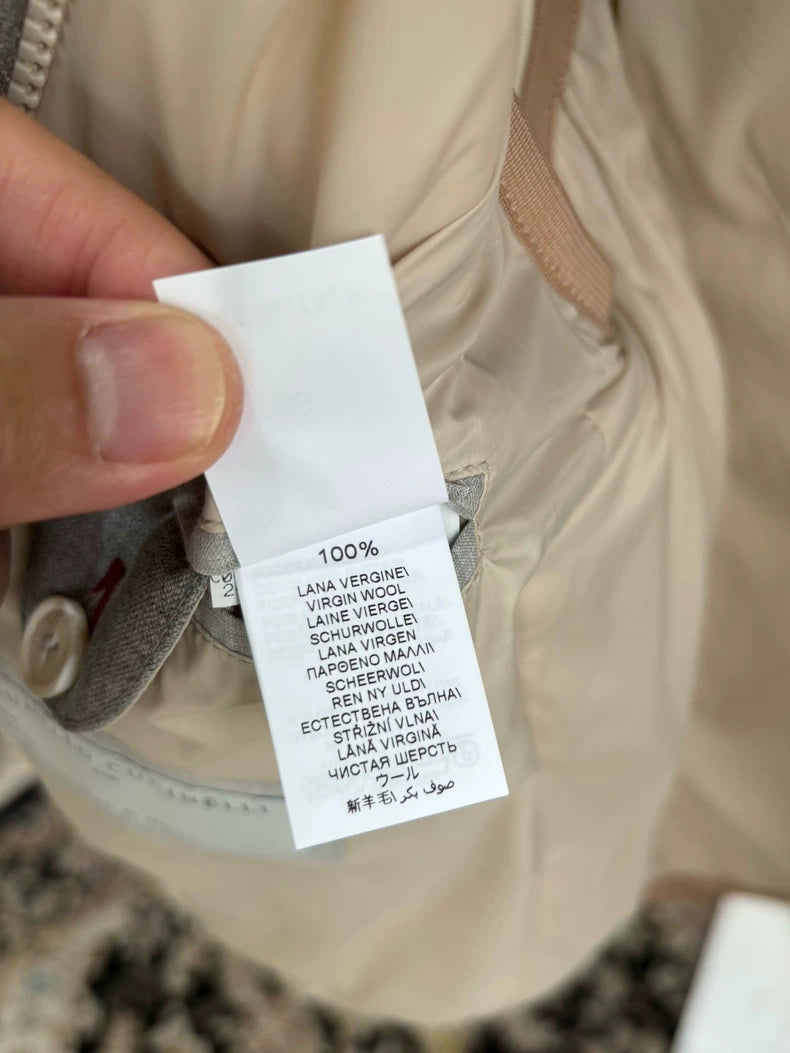 100%
LANA VERGINE\
VIRGIN WOOL
LAINE VIERGE\
SCHURWOLLE\
LANA VIRGEN
ΠΑΡΘΕΝΟ ΜΑΛΛΙ\
SCHEERWOL\
REN NY ULD\
ЕСТЕСТВЕНА ВЪЛНА\
STŘIŽNÍ VLNA\
LÂNĂ VIRGINĂ
ЧИСТАЯ ШЕРСТЬ
ウール
新羊毛\ صوف بكر
2